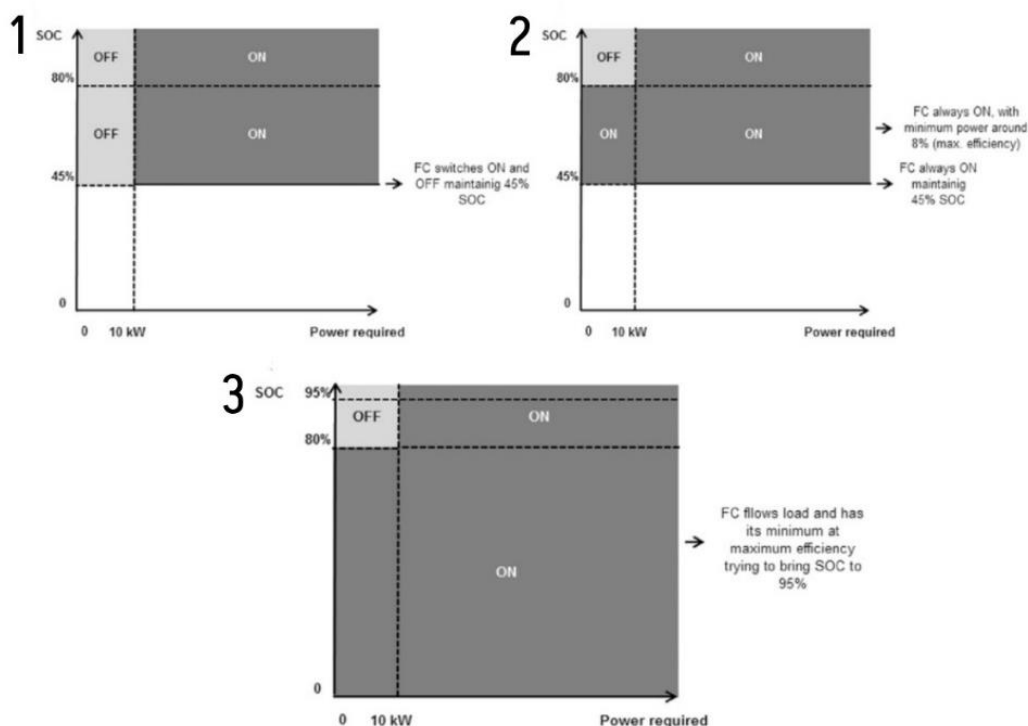 1
SOC
OFF
ON
80%
OFF
ON
45%
FC switches ON and
OFF maintainig 45%
SOC
0
0
10 kW
Power required
2
SOC
OFF
ON
80%
ON
ON
FC always ON, with
minimum power around
8% (max. efficiency)
45%
FC always ON
maintainig
45% SOC
0
0
10 kW
Power required
3
SOC
95%
OFF
ON
80%
ON
FC fllows load and has
its minimum at
maximum efficiency
trying to bring SOC to
95%
0
0
10 kW
Power required